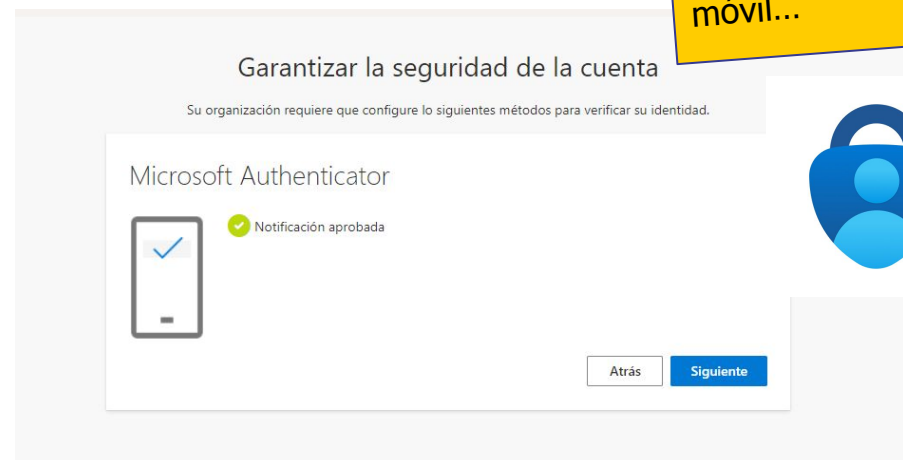 móvil...
Garantizar la seguridad de la cuenta
Su organización requiere que configure lo siguientes métodos para verificar su identidad.
Microsoft Authenticator
Notificación aprobada
Atrás
Siguiente